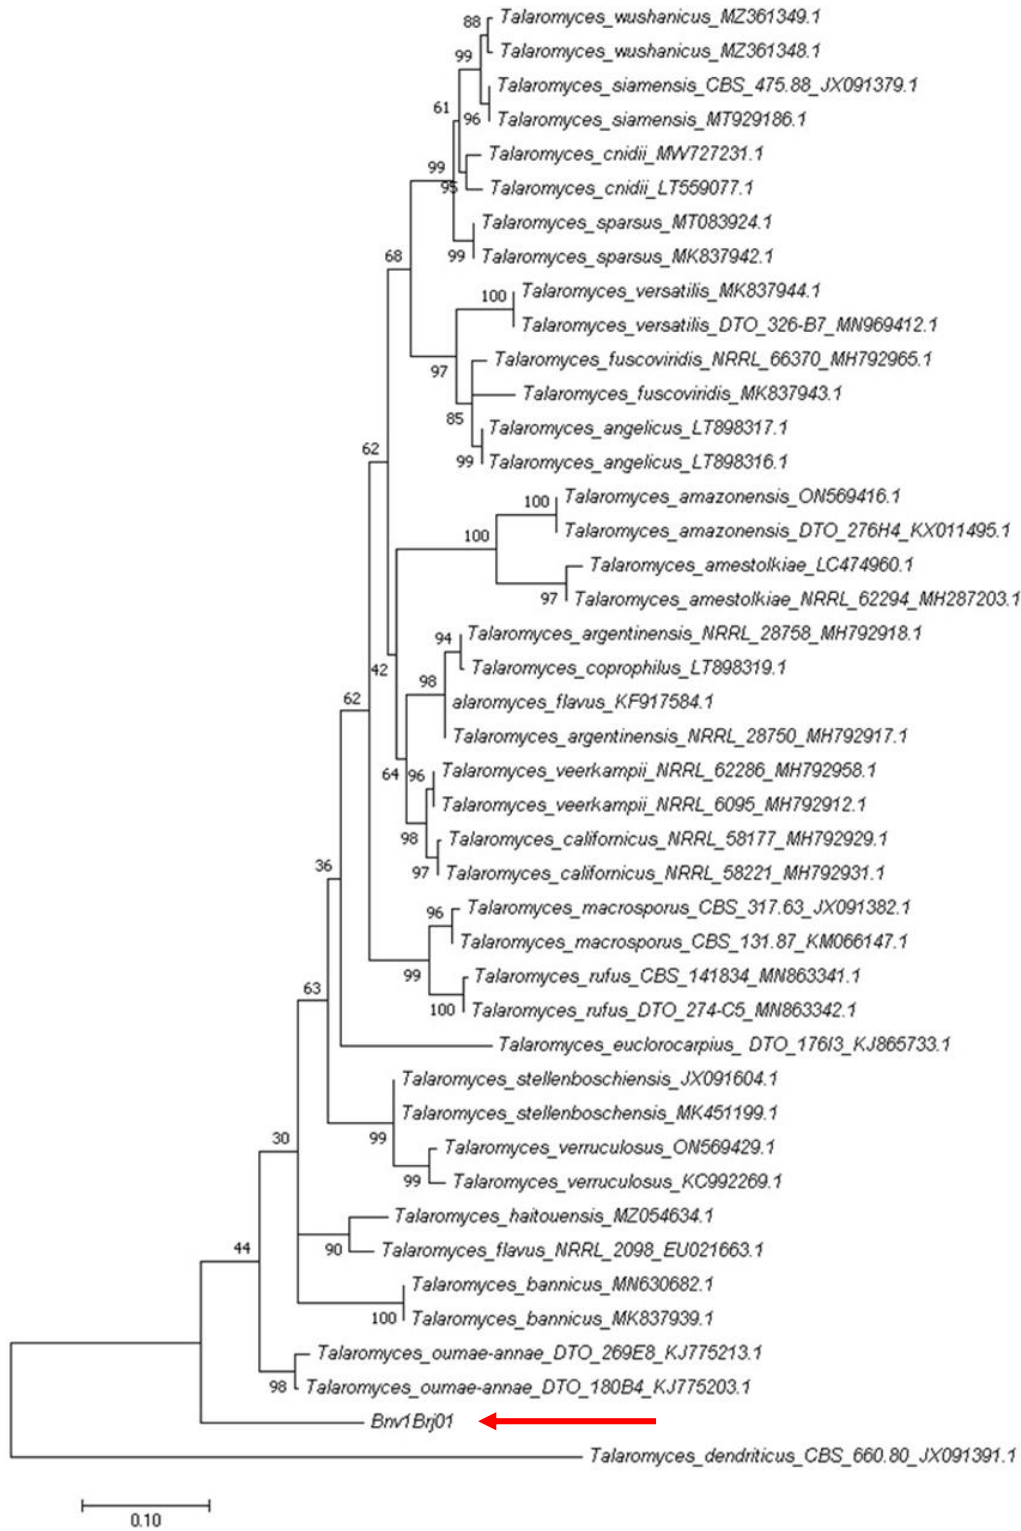 88
Talaromyces_wushanicus_MZ361349.1
Talaromyces_wushanicus_MZ361348.1
99
Talaromyces_siamensis_CBS_475.88_JX091379.1
61
96
Talaromyces_siamensis_MT929186.1
Talaromyces_cnidii_MW727231.1
99
95
Talaromyces_cnidii_LT559077.1
Talaromyces_sparsus_MT083924.1
68
99
Talaromyces_sparsus_MK837942.1
100
Talaromyces_versatilis_MK837944.1
Talaromyces_versatilis_DTO_326-B7_MN969412.1
Talaromyces_fuscoviridis_NRRL_66370_MH792965.1
97
Talaromyces_fuscoviridis_MK837943.1
85
Talaromyces_angelicus_LT898317.1
62
99
Talaromyces_angelicus_LT898316.1
100
Talaromyces_amazonensis_ON569416.1
100
Talaromyces_amazonensis_DTO_276H4_KX011495.1
Talaromyces_amestolkiae_LC474960.1
97
Talaromyces_amestolkiae_NRRL_62294_MH287203.1
94
Talaromyces_argentinensis_NRRL_28758_MH792918.1
42
98
Talaromyces_coprophilus_LT898319.1
62
alaromyces_flavus_KF917584.1
Talaromyces_argentinensis_NRRL_28750_MH792917.1
64
96
Talaromyces_veerkampii_NRRL_62286_MH792958.1
Talaromyces_veerkampii_NRRL_6095_MH792912.1
98
Talaromyces_californicus_NRRL_58177_MH792929.1
36
97
Talaromyces_californicus_NRRL_58221_MH792931.1
96
Talaromyces_macrosporus_CBS_317.63_JX091382.1
Talaromyces_macrosporus_CBS_131.87_KM066147.1
99
Talaromyces_rufus_CBS_141834_MN863341.1
63
100
Talaromyces_rufus_DTO_274-C5_MN863342.1
Talaromyces_euclorocarpius_ DTO_176I3_KJ865733.1
Talaromyces_stellenboschiensis_JX091604.1
Talaromyces_stellenboschensis_MK451199.1
30
99
Talaromyces_verruculosus_ON569429.1
99
Talaromyces_verruculosus_KC992269.1
Talaromyces_haitouensis_MZ054634.1
44
90
Talaromyces_flavus_NRRL_2098_EU021663.1
Talaromyces_bannicus_MN630682.1
100
Talaromyces_bannicus_MK837939.1
Talaromyces_oumae-annae_DTO_269E8_KJ775213.1
98
Talaromyces_oumae-annae_DTO_180B4_KJ775203.1
Bnv1Brj01
Talaromyces_dendriticus_CBS_660.80_JX091391.1
0.10